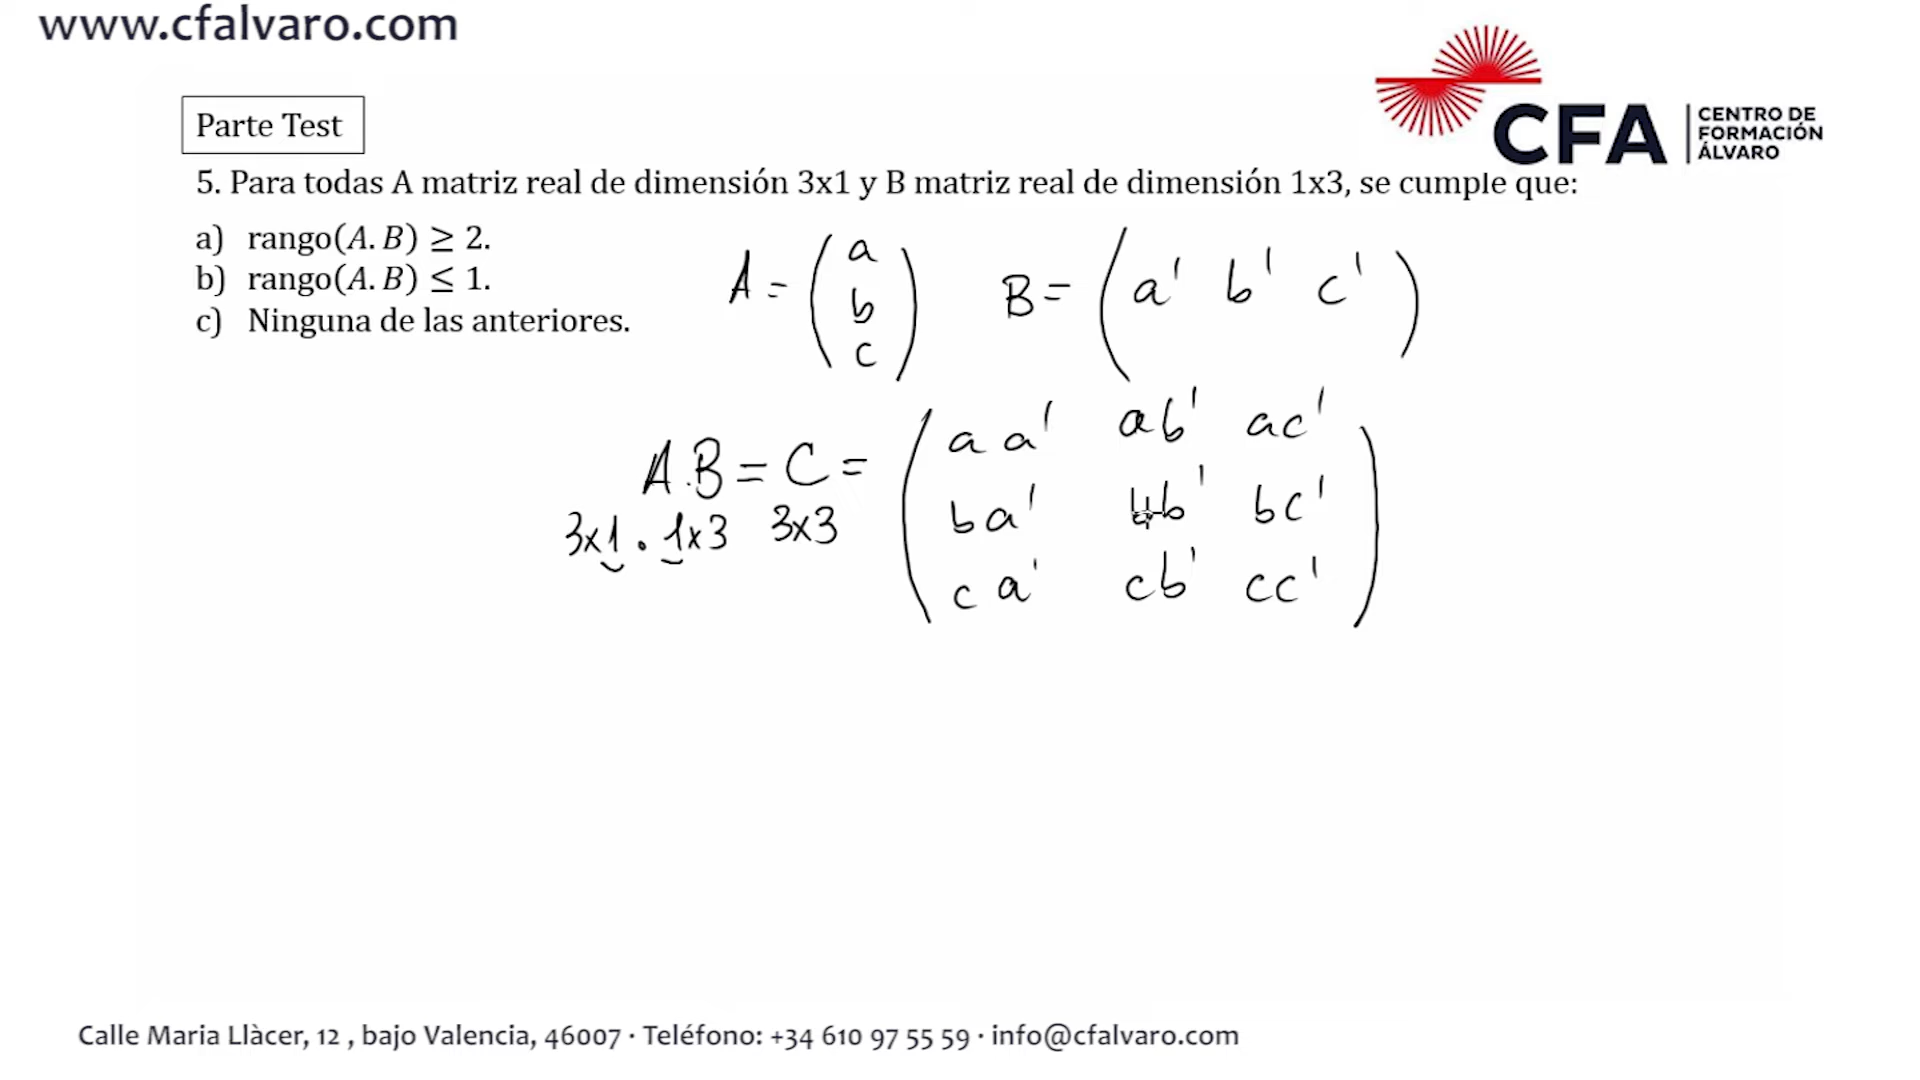 www.cfalvaro.com
CFA CENTRO DE FORMACIÓN ÁLVARO
Parte Test
5. Para todas A matriz real de dimensión 3x1 y B matriz real de dimensión 1x3, se cumple que:
a) rango(A. B) ≥ 2.
b) rango(A. B) ≤ 1.
c) Ninguna de las anteriores.
A = ( a b c ) B = ( a' b' c' )
A.B = C = ( aa' ab' ac'
ba' bb' bc'
ca' cb' cc' )
3x1 . 1x3 3x3
Calle Maria Llàcer, 12 , bajo Valencia, 46007 · Teléfono: +34 610 97 55 59 · info@cfalvaro.com